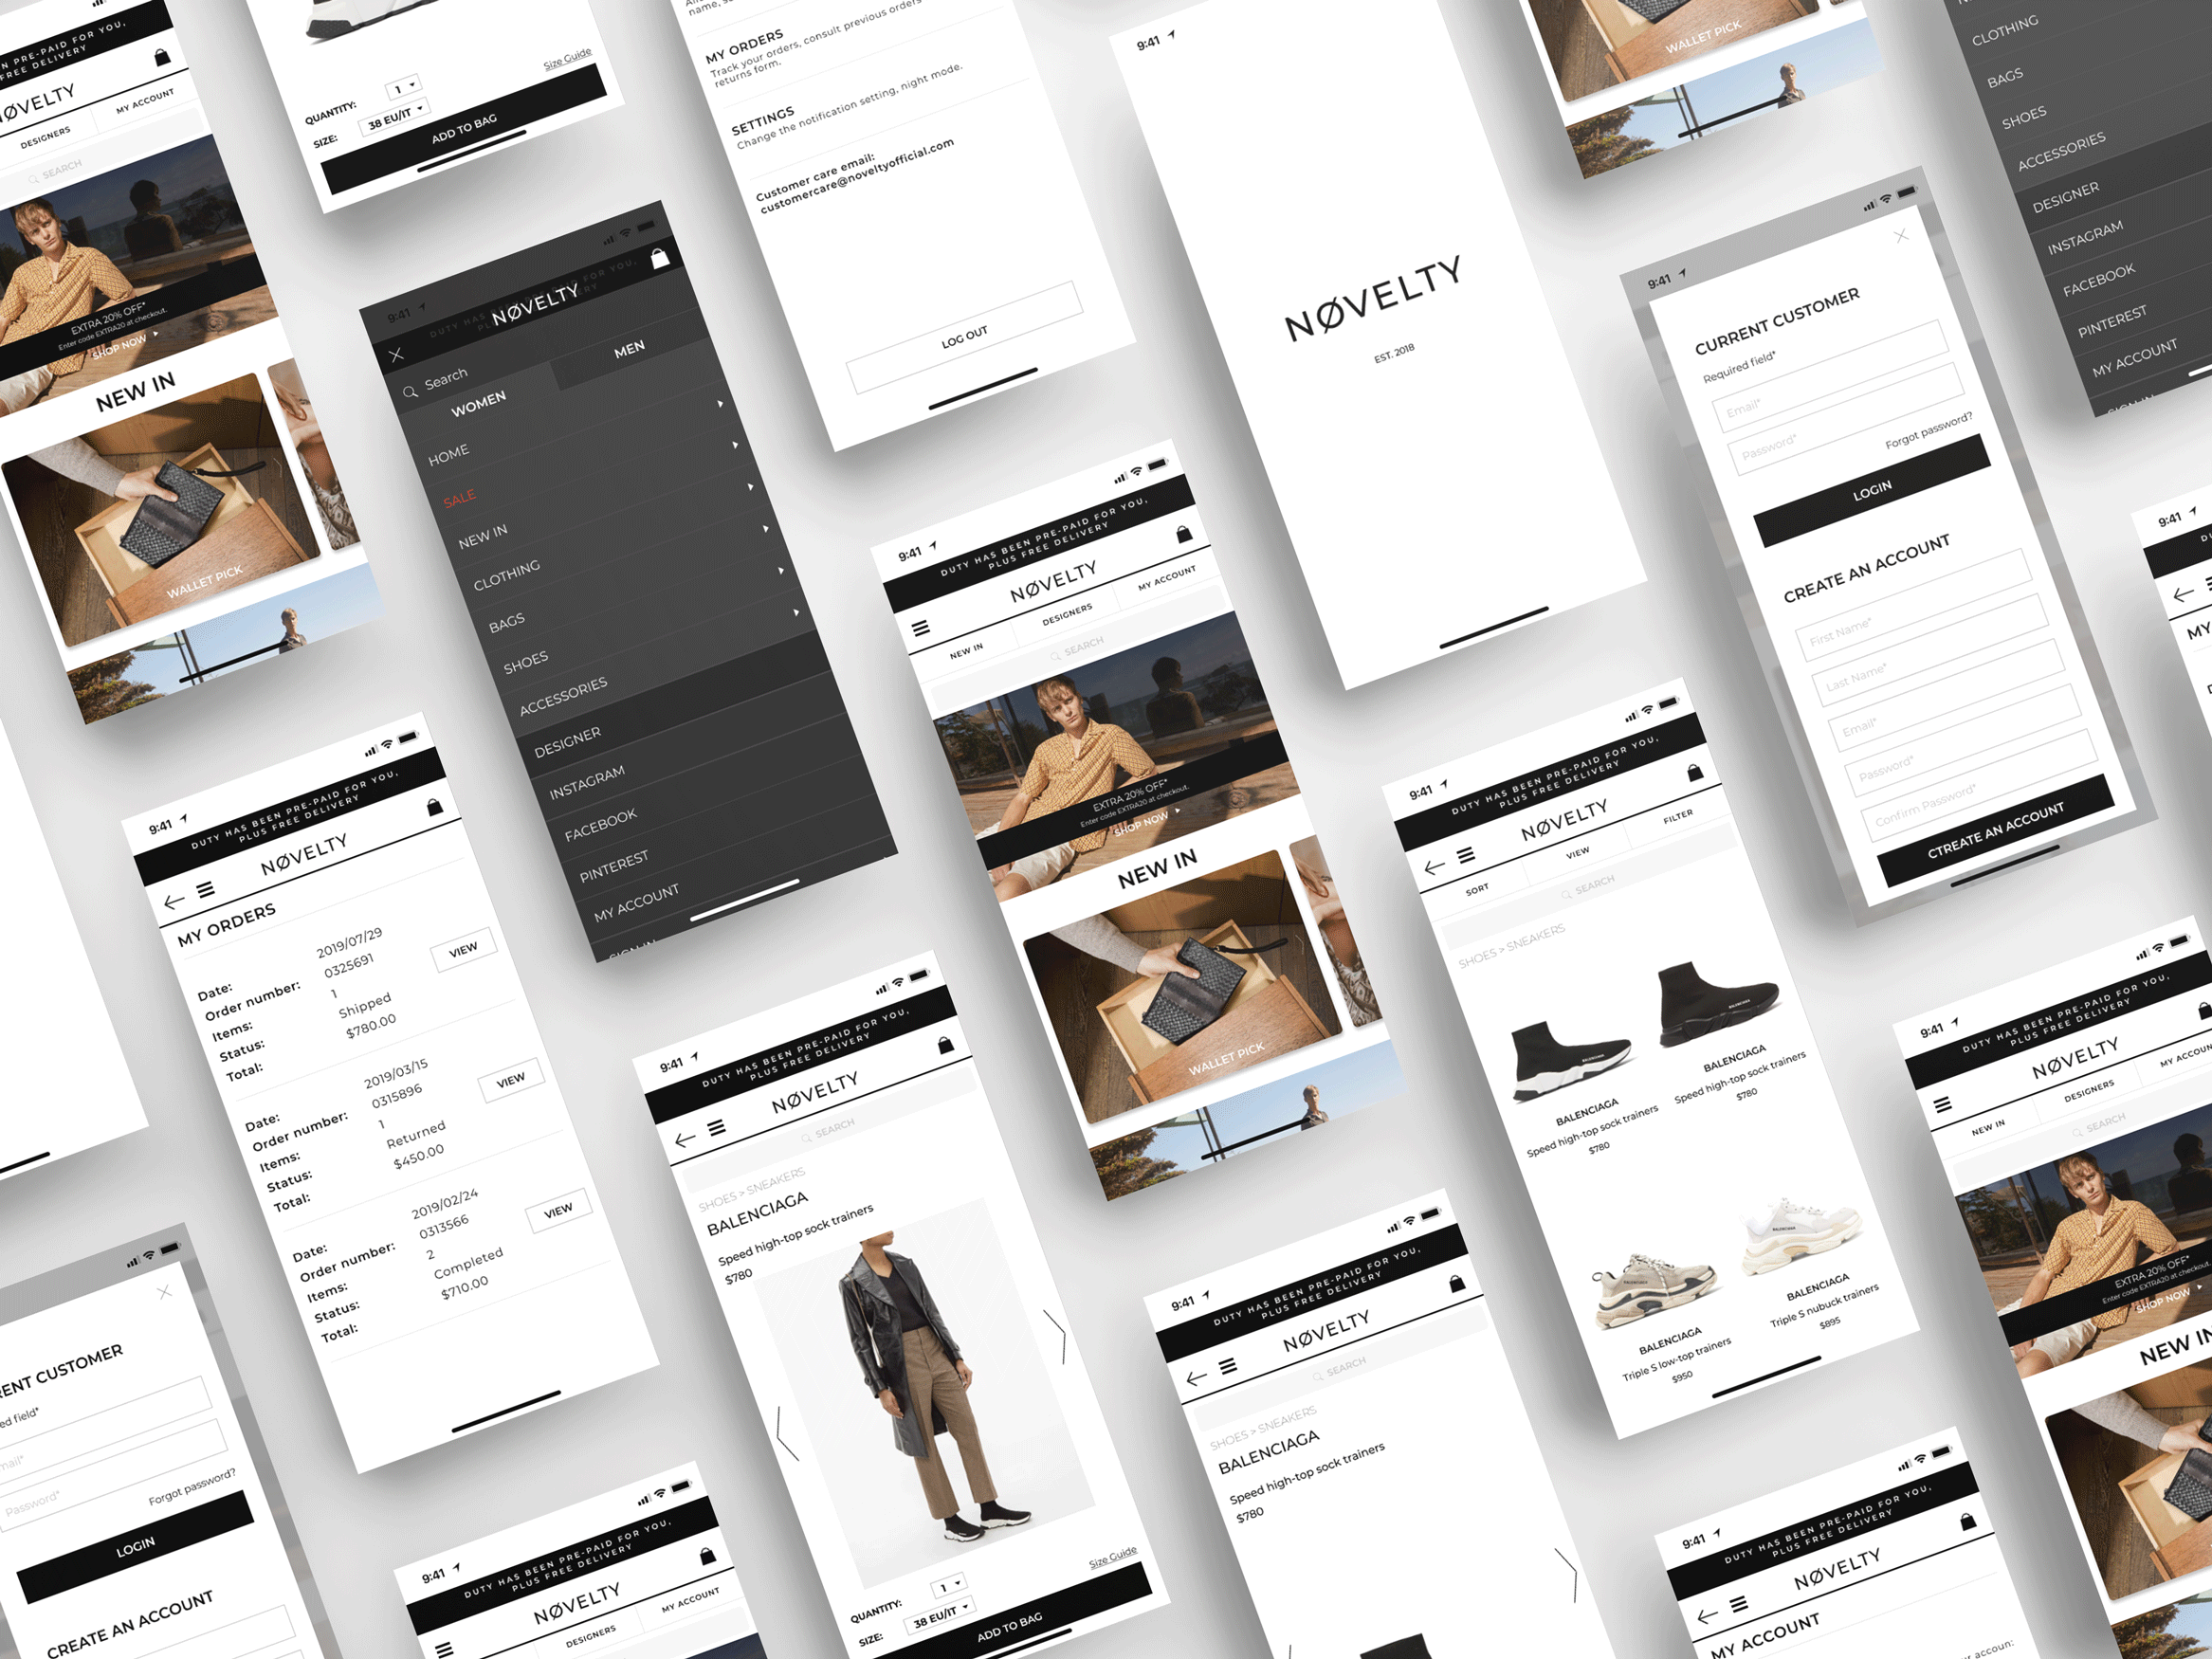 PRE-PAID FOR YOU,
FREE DELIVERY
NØVELTY
DESIGNERS
MY ACCOUNT
SEARCH
EXTRA 20% OFF*
Enter code EXTRA20 at checkout.
SHOP NOW
NEW IN
WALLET PICK
Size Guide
QUANTITY:
1
SIZE:
38 EU/IT
ADD TO BAG
MY ORDERS
Track your orders, consult previous orders
returns form.
SETTINGS
Change the notification setting, night mode.
Customer care email:
customercare@noveltyofficial.com
LOG OUT
9:41
NØVELTY
EST. 2018
WALLET PICK
CLOTHING
BAGS
SHOES
ACCESSORIES
DESIGNER
INSTAGRAM
FACEBOOK
PINTEREST
MY ACCOUNT
SIGN IN
9:41
DUTY HAS BEEN PRE-PAID FOR YOU,
NØVELTY
Search
WOMEN
MEN
HOME
SALE
NEW IN
CLOTHING
BAGS
SHOES
ACCESSORIES
DESIGNER
INSTAGRAM
FACEBOOK
PINTEREST
MY ACCOUNT
SIGN IN
9:41
CURRENT CUSTOMER
Required field*
Email*
Password*
Forgot password?
LOGIN
CREATE AN ACCOUNT
First Name*
Last Name*
Email*
Password*
Confirm Password*
CTREATE AN ACCOUNT
9:41
DUTY HAS BEEN PRE-PAID FOR YOU,
PLUS FREE DELIVERY
NØVELTY
NEW IN
DESIGNERS
MY ACCOUNT
SEARCH
EXTRA 20% OFF*
Enter code EXTRA20 at checkout.
SHOP NOW
NEW IN
WALLET PICK
9:41
MY
9:41
DUTY HAS BEEN PRE-PAID FOR YOU,
PLUS FREE DELIVERY
NØVELTY
MY ORDERS
Date: 2019/07/29
Order number: 0325691
Items: 1
Status: Shipped
Total: $780.00
VIEW
Date: 2019/03/15
Order number: 0315896
Items: 1
Status: Returned
Total: $450.00
VIEW
Date: 2019/02/24
Order number: 0313566
Items: 2
Status: Completed
Total: $710.00
VIEW
9:41
DUTY HAS BEEN PRE-PAID FOR YOU,
PLUS FREE DELIVERY
NØVELTY
SORT
VIEW
FILTER
SEARCH
SHOES > SNEAKERS
BALENCIAGA
Speed high-top sock trainers
$780
BALENCIAGA
Speed high-top sock trainers
$780
BALENCIAGA
Triple S low-top trainers
$950
BALENCIAGA
Triple S nubuck trainers
$895
9:41
DUTY HAS BEEN PRE-PAID FOR YOU,
PLUS FREE DELIVERY
NØVELTY
SEARCH
SHOES > SNEAKERS
BALENCIAGA
Speed high-top sock trainers
$780
Size Guide
QUANTITY:
1
SIZE:
38 EU/IT
ADD TO BAG
9:41
DUTY HAS BEEN PRE-PAID FOR YOU,
PLUS FREE DELIVERY
NØVELTY
NEW IN
DESIGNERS
MY ACCOUN
SEARCH
EXTRA 20% OFF*
Enter code EXTRA20 at checkout.
SHOP NOW
NEW IN
RENT CUSTOMER
ed field*
mail*
Password*
Forgot password?
LOGIN
CREATE AN ACCOUNT
9:41
DUTY HAS BEEN PRE-PAID FOR YOU,
PLUS FREE DELIVERY
NØVELTY
SEARCH
SHOES > SNEAKERS
BALENCIAGA
Speed high-top sock trainers
$780
9:41
DUTY HAS BEEN PRE-PAID FOR YOU,
PLUS FREE DELIVERY
NØVELTY
DESIGNERS
MY ACCOUNT
9:41
DUTY HAS BEEN PRE-PAID FOR YOU,
PLUS FREE DELIVERY
NØVELTY
MY ACCOUNT